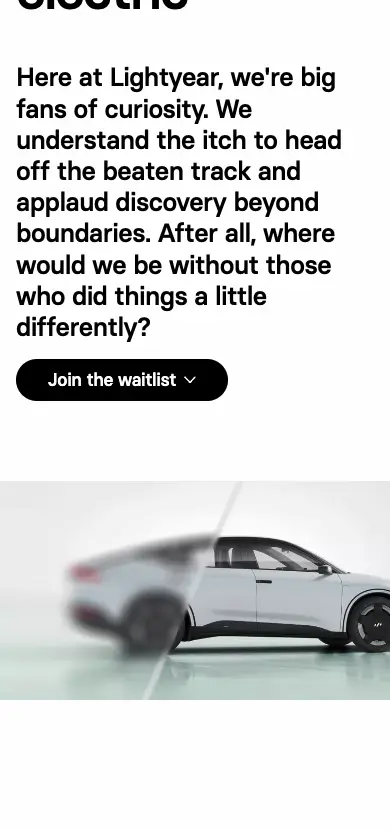 electric
Here at Lightyear, we're big
fans of curiosity. We
understand the itch to head
off the beaten track and
applaud discovery beyond
boundaries. After all, where
would we be without those
who did things a little
differently?
Join the waitlist